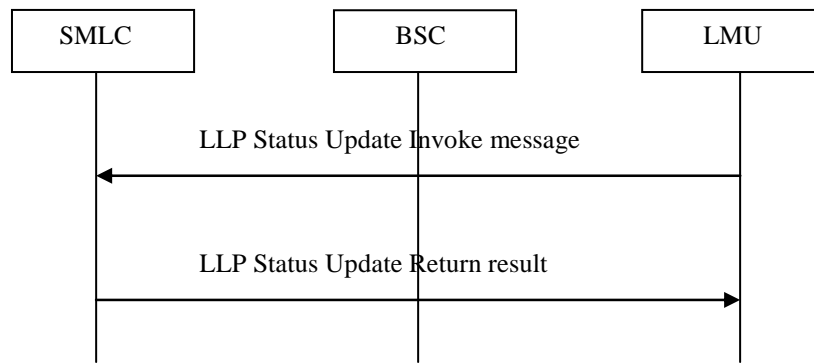 SMLC
BSC
LMU
LLP Status Update Invoke message
LLP Status Update Return result